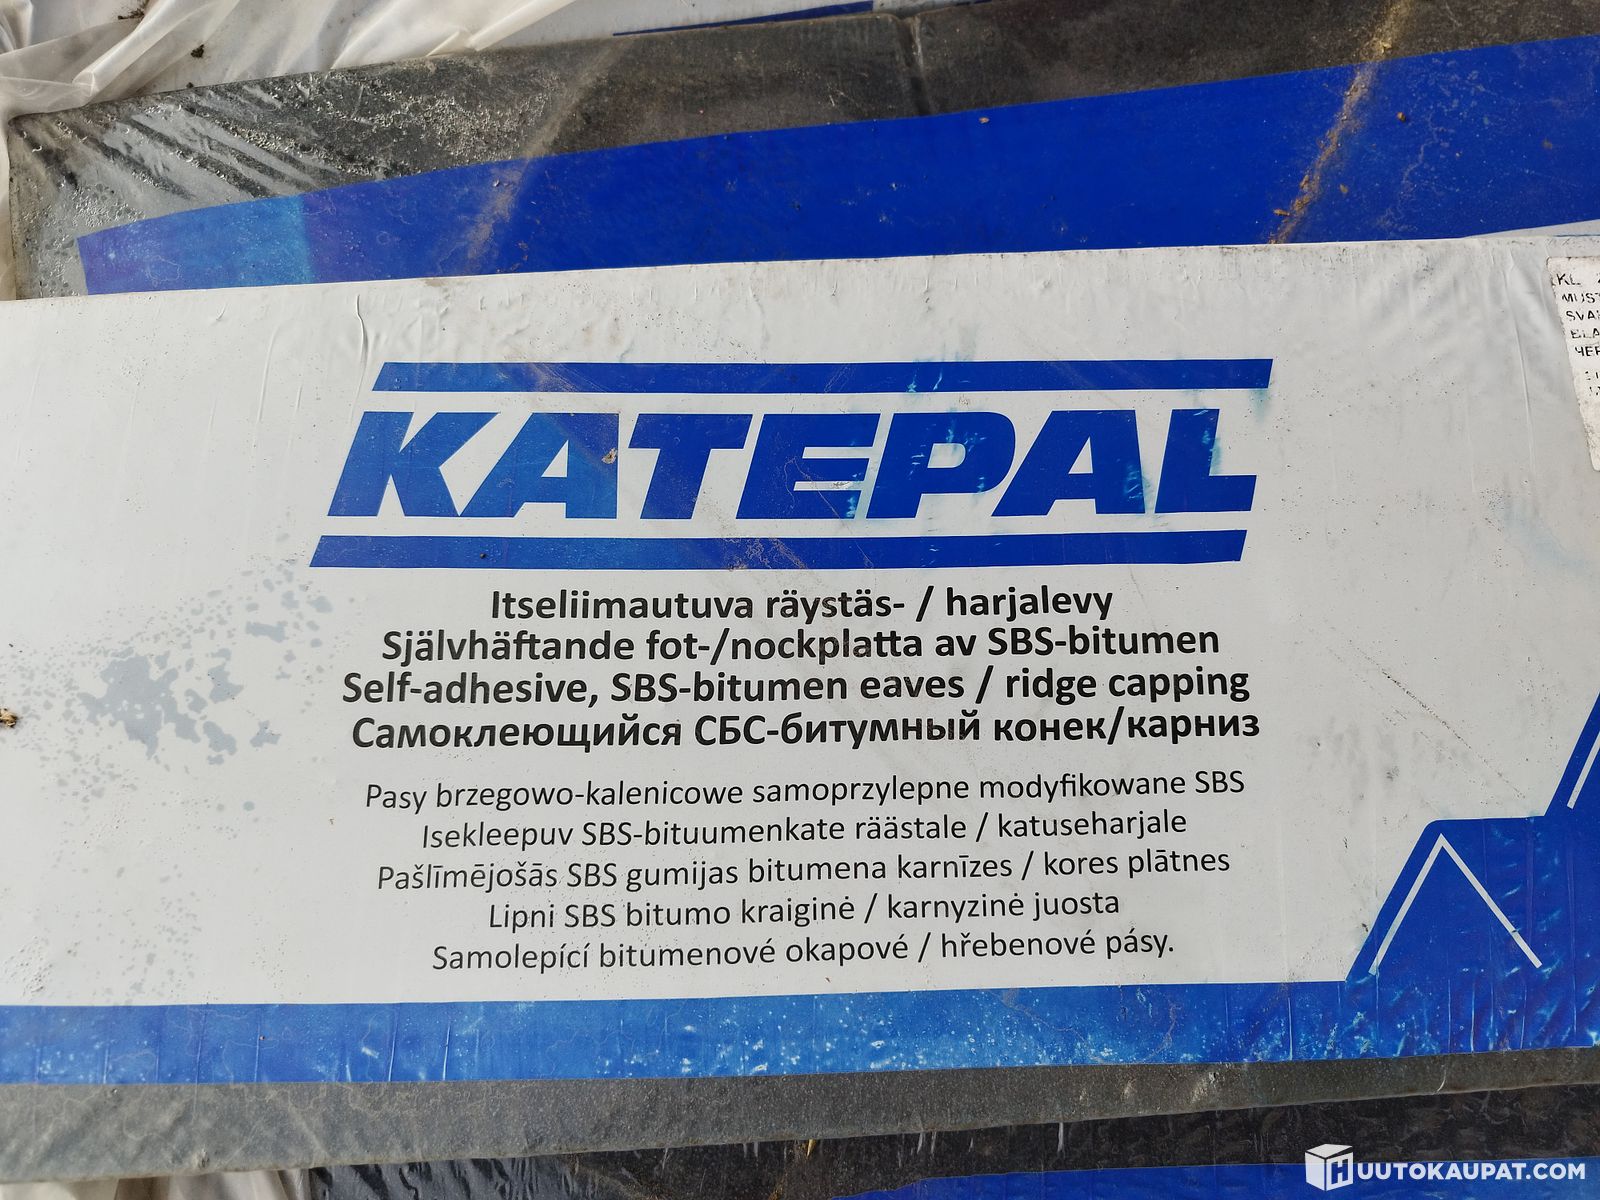 KATEPAL
Itseliimautuva räystäs- / harjalevy
Självhäftande fot-/nockplatta av SBS-bitumen
Self-adhesive, SBS-bitumen eaves / ridge capping
Самоклеющийся СБС-битумный конек/карниз
Pasy brzegowo-kalenicowe samoprzylepne modyfikowane SBS
Isekleepuv SBS-bituumenkate räästale / katuseharjale
Pašlīmējošās SBS gumijas bitumena karnīzes / kores plātnes
Lipni SBS bitumo kraiginė / karnyzinė juosta
Samolepící bitumenové okapové / hřebenové pásy.
KL
HUUTOKAUPAT.COM